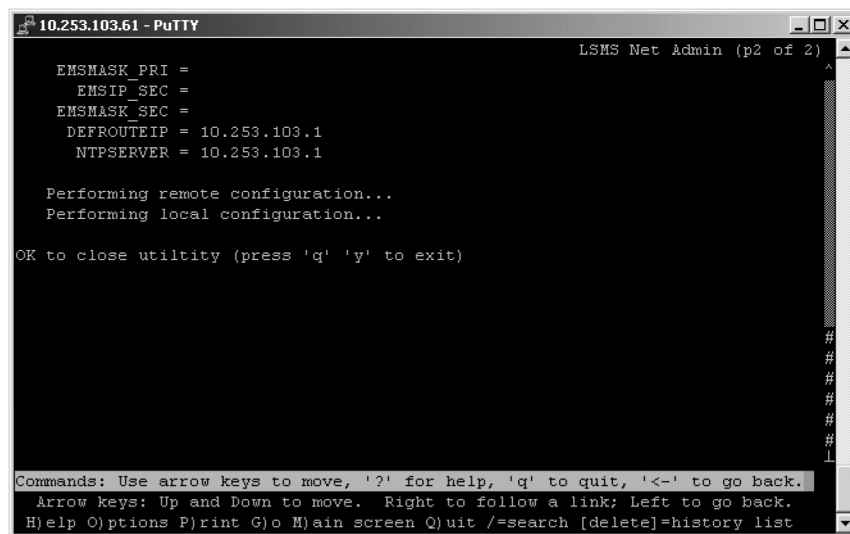 10.253.103.61 - PuTTY
LSMS Net Admin (p2 of 2)
EMSMASK_PRI =
EMSIP_SEC =
EMSMASK_SEC =
DEFROUTEIP = 10.253.103.1
NTPSERVER = 10.253.103.1
Performing remote configuration...
Performing local configuration...
OK to close utiltity (press 'q' 'y' to exit)
#
#
#
#
#
#
Commands: Use arrow keys to move, '?' for help, 'q' to quit, '<-' to go back.
Arrow keys: Up and Down to move. Right to follow a link; Left to go back.
H)elp O)ptions P)rint G)o M)ain screen Q)uit /=search [delete]=history list